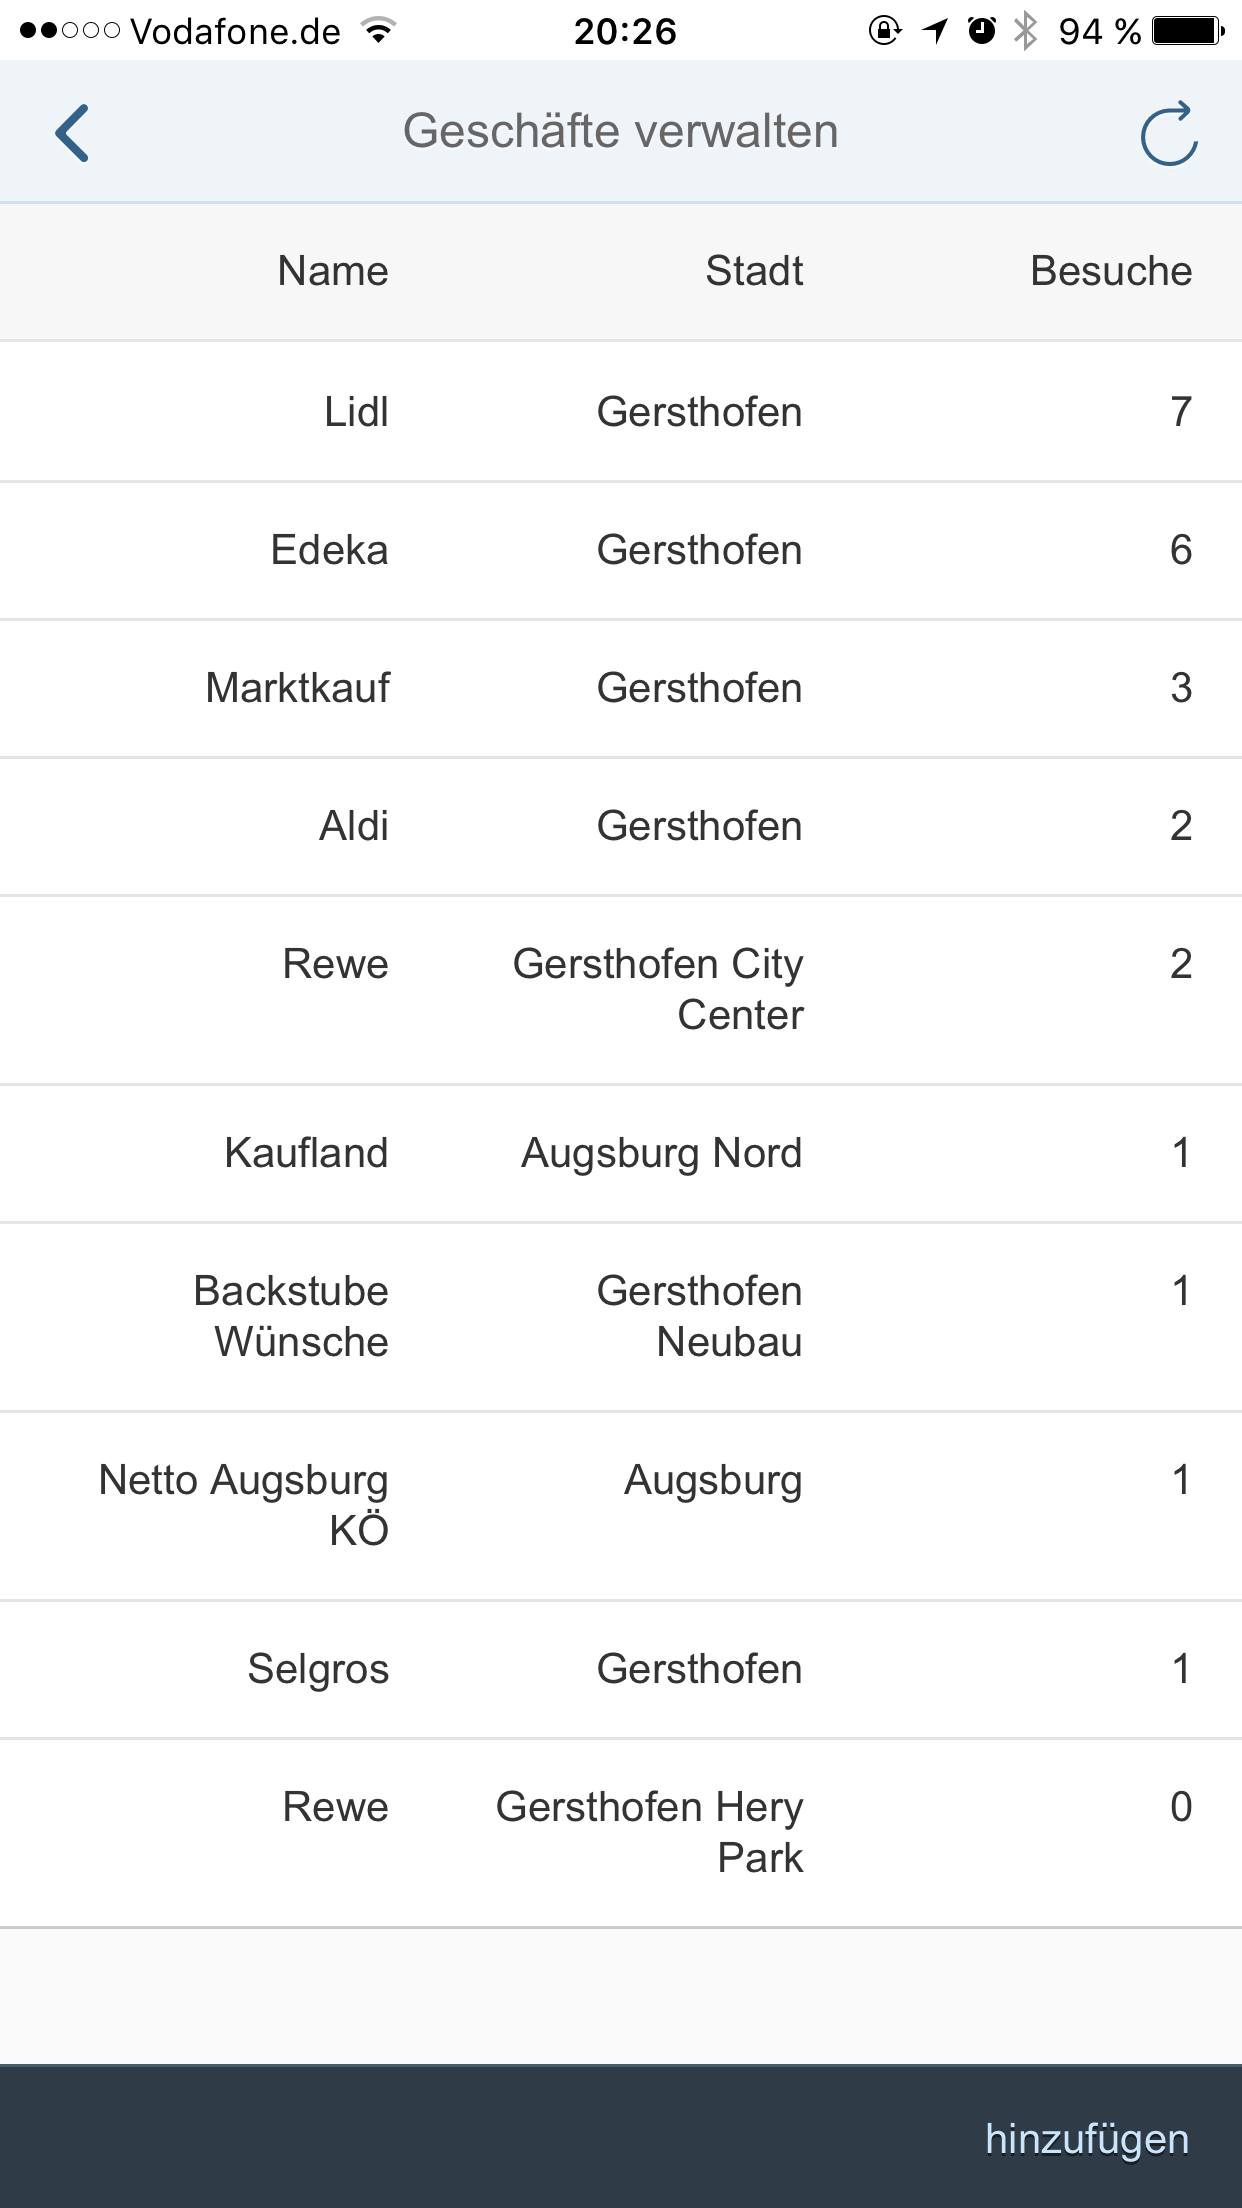 Vodafone.de 20:26 94 %
Geschäfte verwalten
Name Stadt Besuche
Lidl Gersthofen 7
Edeka Gersthofen 6
Marktkauf Gersthofen 3
Aldi Gersthofen 2
Rewe Gersthofen City 2
Center
Kaufland Augsburg Nord 1
Backstube Gersthofen 1
Wünsche Neubau
Netto Augsburg Augsburg 1
KÖ
Selgros Gersthofen 1
Rewe Gersthofen Hery 0
Park
hinzufügen